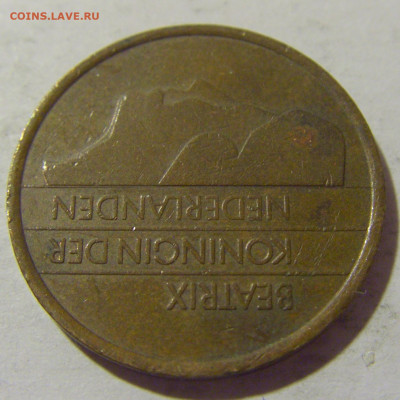 COINS.LAVE.RU
BEATRIX
KONINGIN DER
NEDERLANDEN